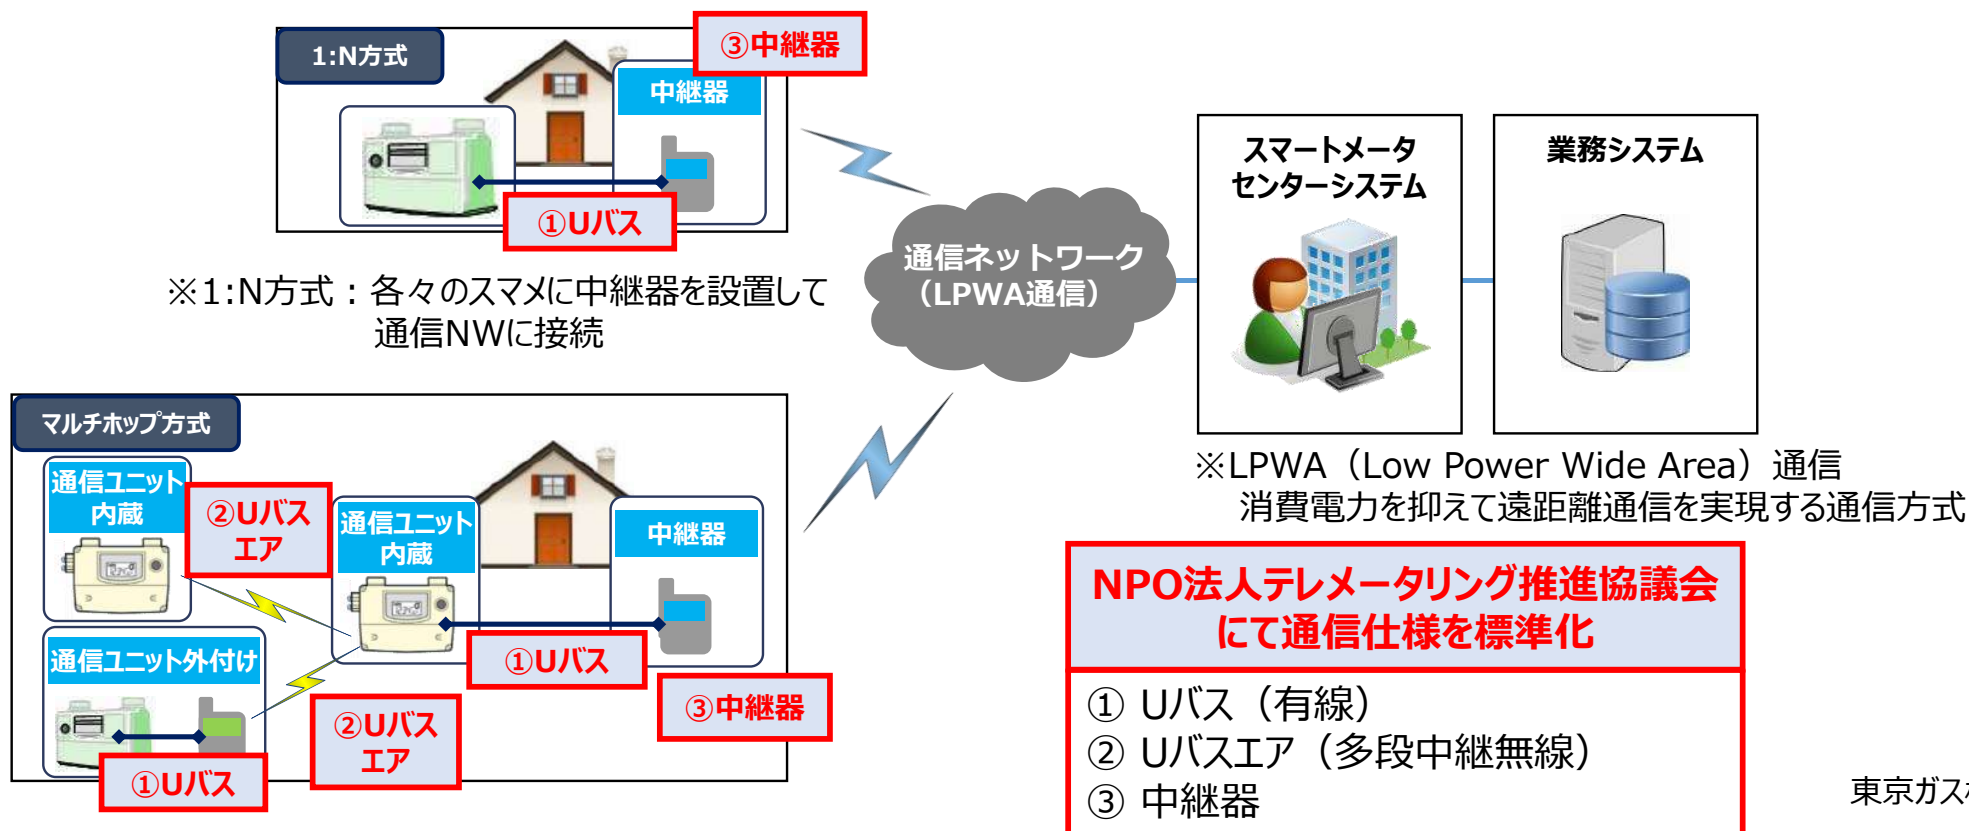 1:N方式
③中継器
中継器
①Uバス
※1:N方式：各々のスマメに中継器を設置して
通信NWに接続
通信ネットワーク
（LPWA通信）
スマートメータ
センターシステム
業務システム
※LPWA（Low Power Wide Area）通信
消費電力を抑えて遠距離通信を実現する通信方式
マルチホップ方式
通信ユニット
内蔵
②Uバス
エア
通信ユニット
内蔵
中継器
①Uバス
③中継器
通信ユニット外付け
②Uバス
エア
①Uバス
NPO法人テレメータリング推進協議会
にて通信仕様を標準化
① Uバス（有線）
② Uバスエア（多段中継無線）
③ 中継器
東京ガス